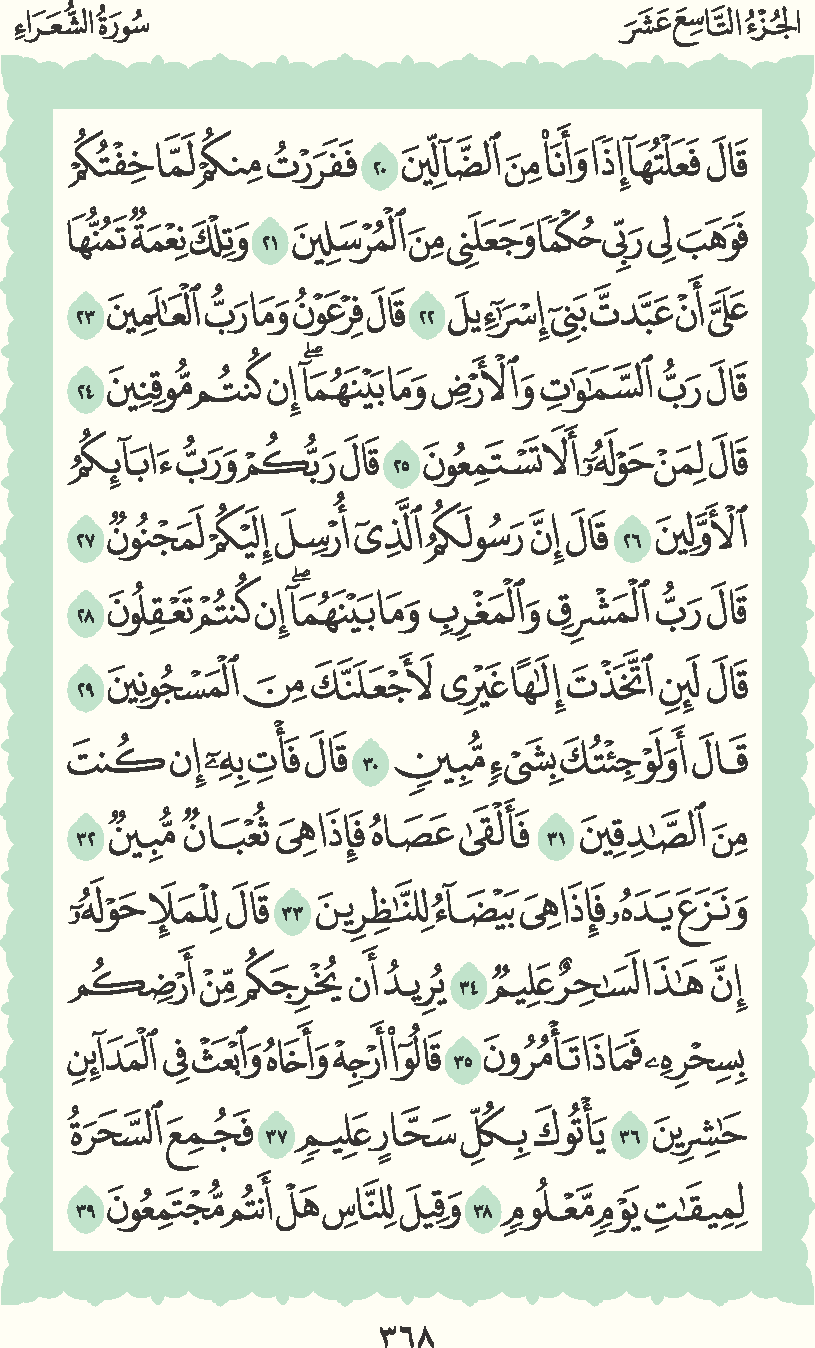 الجُزْءُ التَّاسِعَ عَشَرَ
سُورَةُ الشُّعَرَاءِ
قَالَ فَعَلْتُهَآ إِذًا وَأَنَا۠ مِنَ ٱلضَّآلِّينَ ٢٠ فَفَرَرْتُ مِنكُمْ لَمَّا خِفْتُكُمْ
فَوَهَبَ لِى رَبِّى حُكْمًا وَجَعَلَنِى مِنَ ٱلْمُرْسَلِينَ ٢١ وَتِلْكَ نِعْمَةٌ تَمُنُّهَا
عَلَىَّ أَنْ عَبَّدتَّ بَنِىٓ إِسْرَٰٓءِيلَ ٢٢ قَالَ فِرْعَوْنُ وَمَا رَبُّ ٱلْعَٰلَمِينَ ٢٣
قَالَ رَبُّ ٱلسَّمَٰوَٰتِ وَٱلْأَرْضِ وَمَا بَيْنَهُمَآ ۖ إِن كُنتُم مُّوقِنِينَ ٢٤
قَالَ لِمَنْ حَوْلَهُۥٓ أَلَا تَسْتَمِعُونَ ٢٥ قَالَ رَبُّكُمْ وَرَبُّ ءَابَآئِكُمُ
ٱلْأَوَّلِينَ ٢٦ قَالَ إِنَّ رَسُولَكُمُ ٱلَّذِىٓ أُرْسِلَ إِلَيْكُمْ لَمَجْنُونٌ ٢٧
قَالَ رَبُّ ٱلْمَشْرِقِ وَٱلْمَغْرِبِ وَمَا بَيْنَهُمَآ ۖ إِن كُنتُمْ تَعْقِلُونَ ٢٨
قَالَ لَئِنِ ٱتَّخَذْتَ إِلَٰهًا غَيْرِى لَأَجْعَلَنَّكَ مِنَ ٱلْمَسْجُونِينَ ٢٩
قَالَ أَوَلَوْ جِئْتُكَ بِشَىْءٍ مُّبِينٍ ٣٠ قَالَ فَأْتِ بِهِۦٓ إِن كُنتَ
مِنَ ٱلصَّٰدِقِينَ ٣١ فَأَلْقَىٰ عَصَاهُ فَإِذَا هِىَ ثُعْبَانٌ مُّبِينٌ ٣٢
وَنَزَعَ يَدَهُۥ فَإِذَا هِىَ بَيْضَآءُ لِلنَّٰظِرِينَ ٣٣ قَالَ لِلْمَلَإِ حَوْلَهُۥٓ
إِنَّ هَٰذَا لَسَٰحِرٌ عَلِيمٌ ٣٤ يُرِيدُ أَن يُخْرِجَكُم مِّنْ أَرْضِكُم
بِسِحْرِهِۦ فَمَاذَا تَأْمُرُونَ ٣٥ قَالُوٓا۟ أَرْجِهْ وَأَخَاهُ وَٱبْعَثْ فِى ٱلْمَدَآئِنِ
حَٰشِرِينَ ٣٦ يَأْتُوكَ بِكُلِّ سَحَّارٍ عَلِيمٍ ٣٧ فَجُمِعَ ٱلسَّحَرَةُ
لِمِيقَٰتِ يَوْمٍ مَّعْلُومٍ ٣٨ وَقِيلَ لِلنَّاسِ هَلْ أَنتُم مُّجْتَمِعُونَ ٣٩
٣٦٨